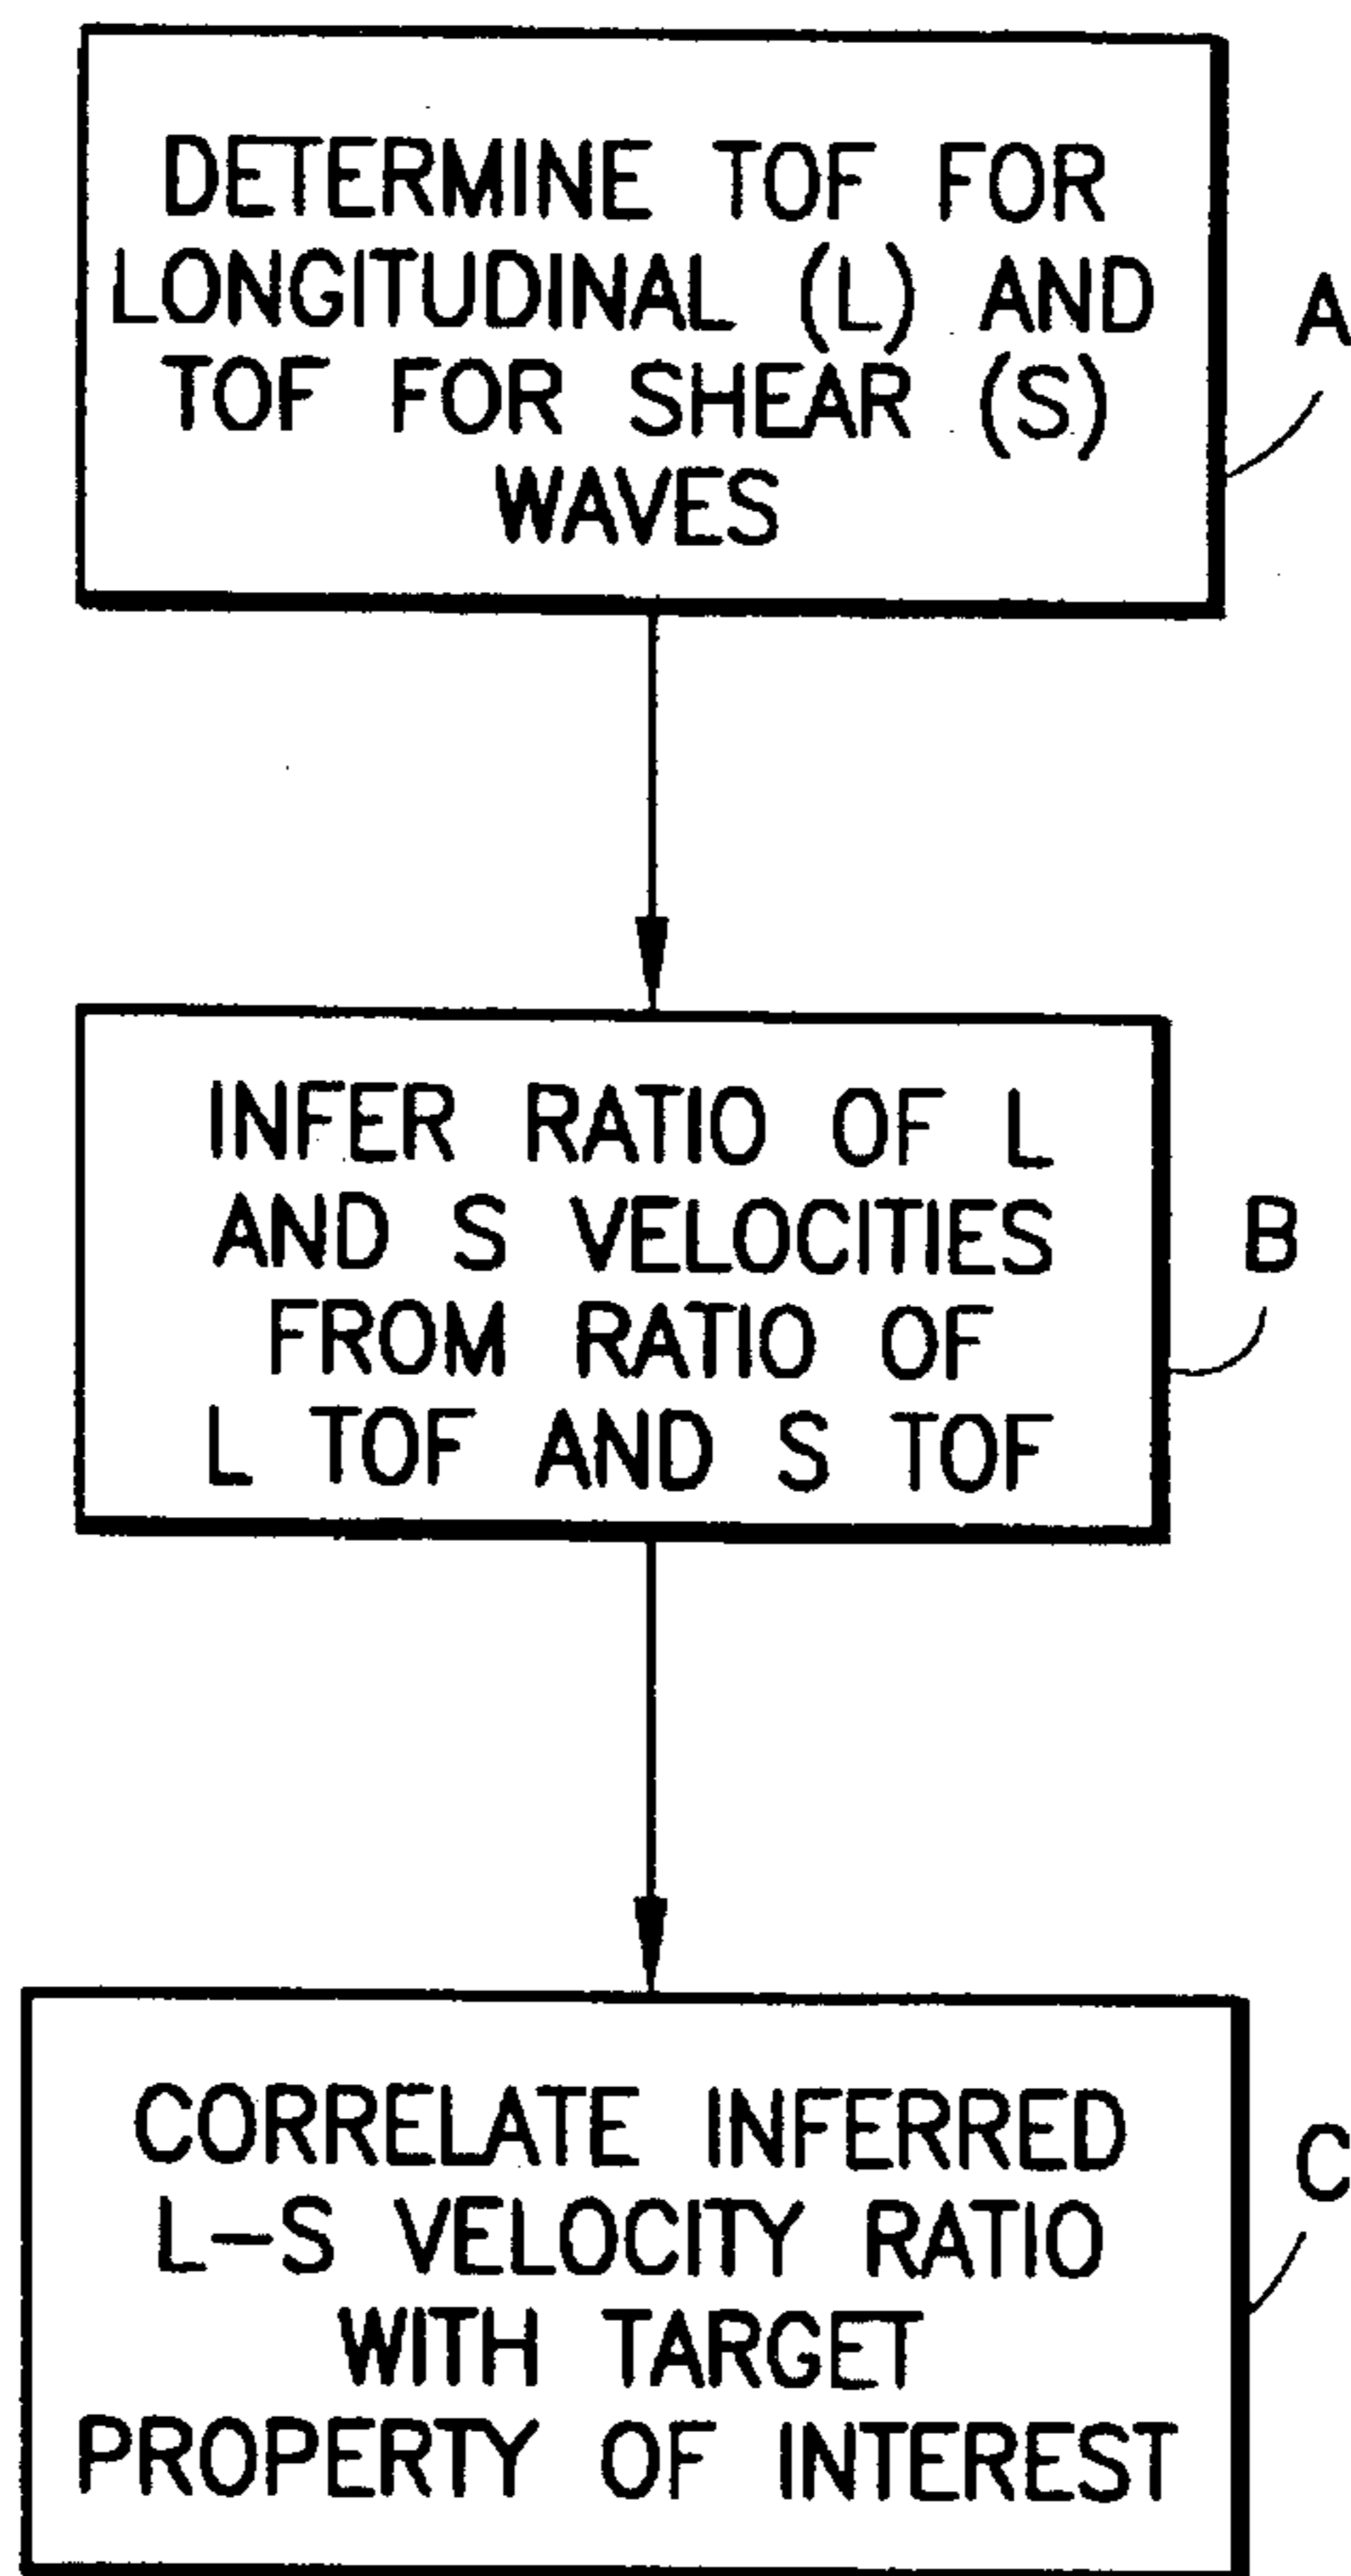 DETERMINE TOF FOR
LONGITUDINAL (L) AND
TOF FOR SHEAR (S)
WAVES
A
INFER RATIO OF L
AND S VELOCITIES
FROM RATIO OF
L TOF AND S TOF
B
CORRELATE INFERRED
L-S VELOCITY RATIO
WITH TARGET
PROPERTY OF INTEREST
C